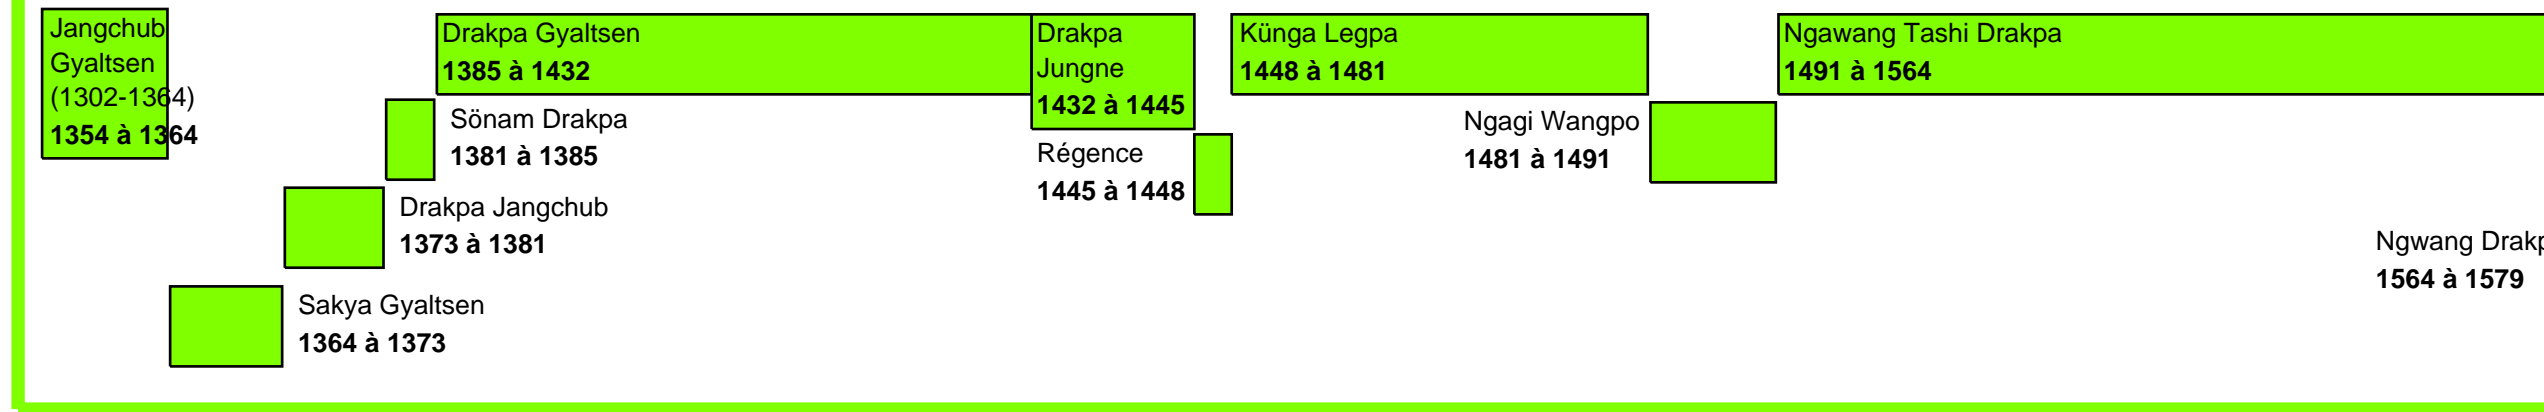 Jangchub
Gyaltsen
(1302-1364)
1354 à 1364
Drakpa Gyaltsen
1385 à 1432
Drakpa
Jungne
1432 à 1445
Künga Legpa
1448 à 1481
Ngawang Tashi Drakpa
1491 à 1564
Sönam Drakpa
1381 à 1385
Régence
1445 à 1448
Ngagi Wangpo
1481 à 1491
Drakpa Jangchub
1373 à 1381
Ngwang
1564 à 1579
Sakya Gyaltsen
1364 à 1373